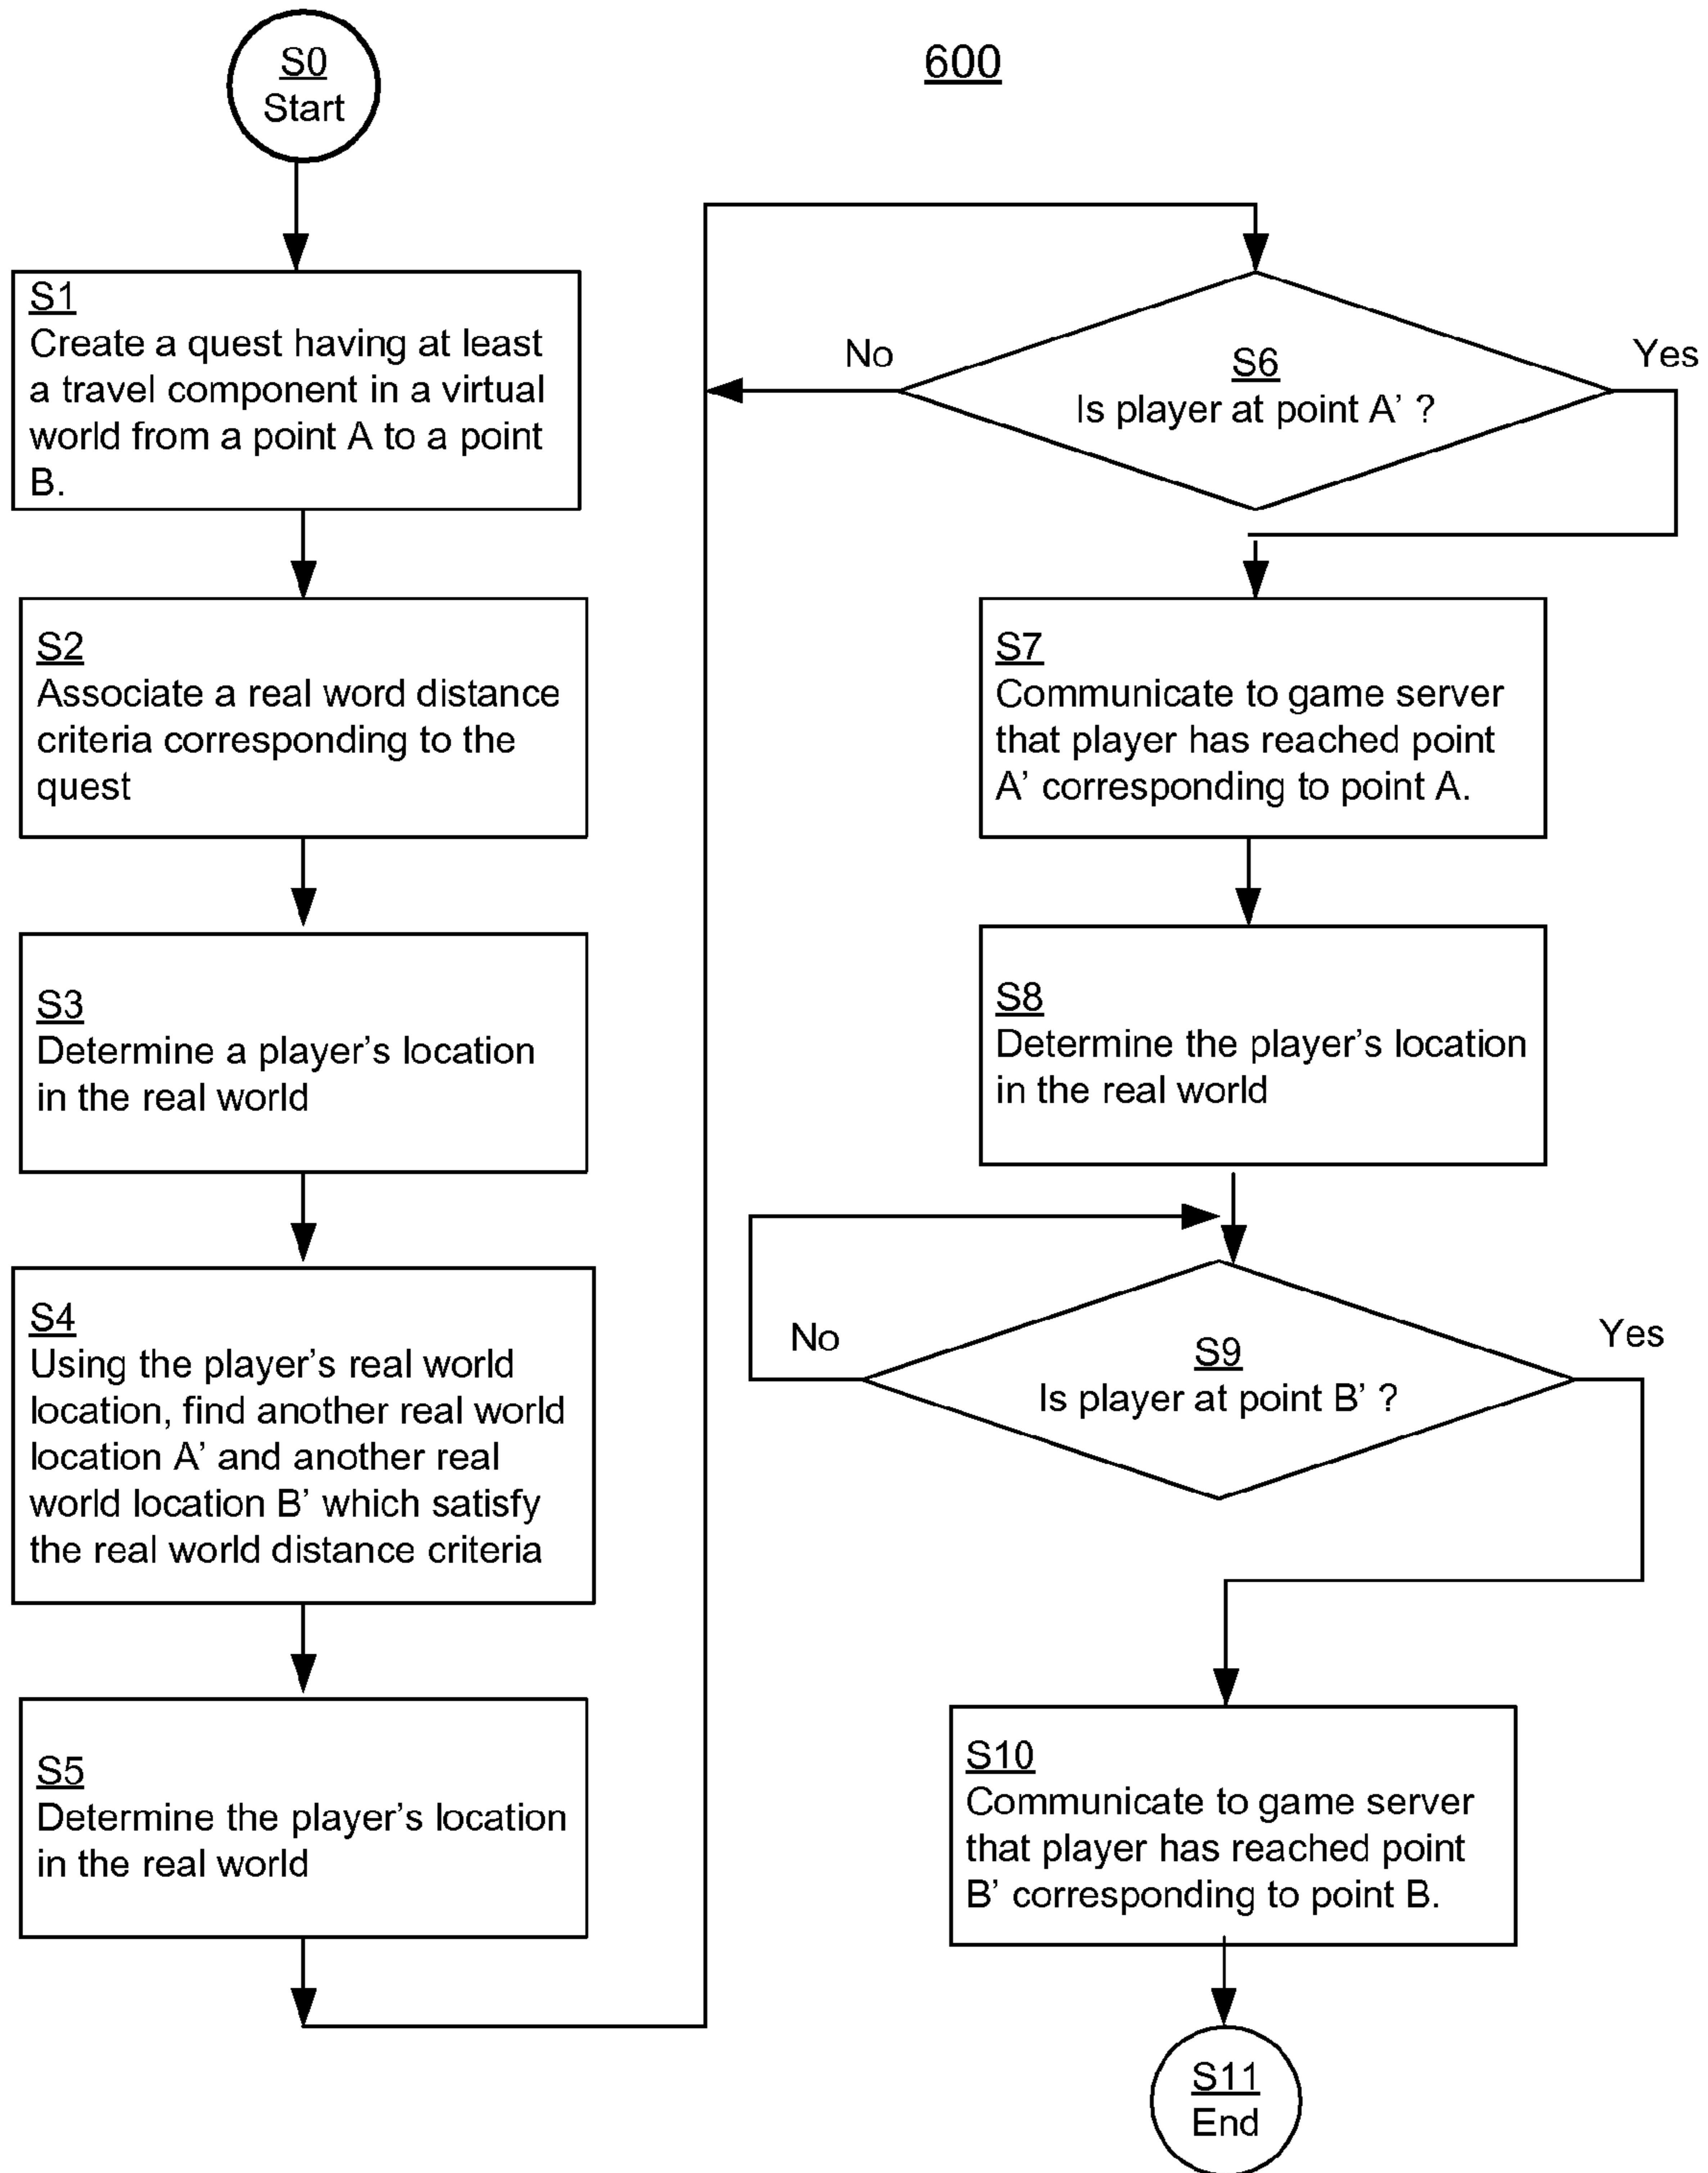 S0
Start
600
S1
Create a quest having at least
a travel component in a virtual
world from a point A to a point
B.
S2
Associate a real word distance
criteria corresponding to the
quest
S3
Determine a player’s location
in the real world
S4
Using the player’s real world
location, find another real world
location A’ and another real
world location B’ which satisfy
the real world distance criteria
S5
Determine the player’s location
in the real world
No
S6
Is player at point A’ ?
Yes
S7
Communicate to game server
that player has reached point
A’ corresponding to point A.
S8
Determine the player’s location
in the real world
No
S9
Is player at point B’ ?
Yes
S10
Communicate to game server
that player has reached point
B’ corresponding to point B.
S11
End